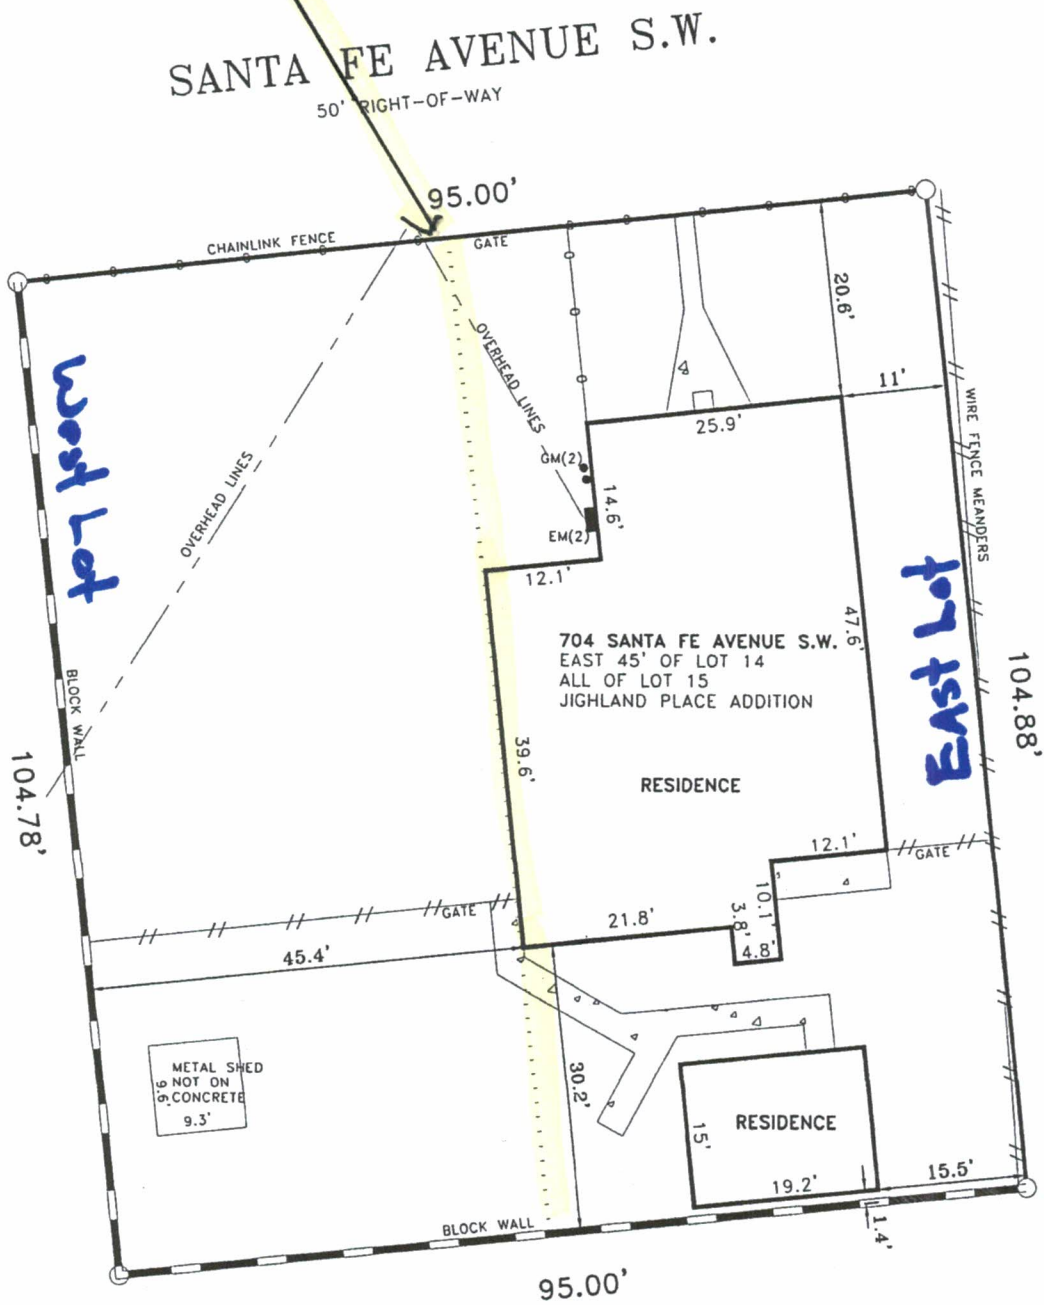 SANTA FE AVENUE S.W.
50' RIGHT-OF-WAY
95.00'
CHAINLINK FENCE
GATE
20.6'
11'
OVERHEAD LINES
25.9'
WIRE FENCE MEANDERS
West Lot
OVERHEAD LINES
GM(2)
14.6'
EM(2)
12.1'
East Lot
704 SANTA FE AVENUE S.W.
EAST 45' OF LOT 14
ALL OF LOT 15
JIGHLAND PLACE ADDITION
47.6'
104.88'
BLOCK WALL
104.78'
39.6'
RESIDENCE
12.1'
GATE
10.1'
3.8'
4.8'
21.8'
GATE
45.4'
METAL SHED
NOT ON
CONCRETE
9.6'
9.3'
30.2'
RESIDENCE
15'
19.2'
15.5'
1.4'
BLOCK WALL
95.00'